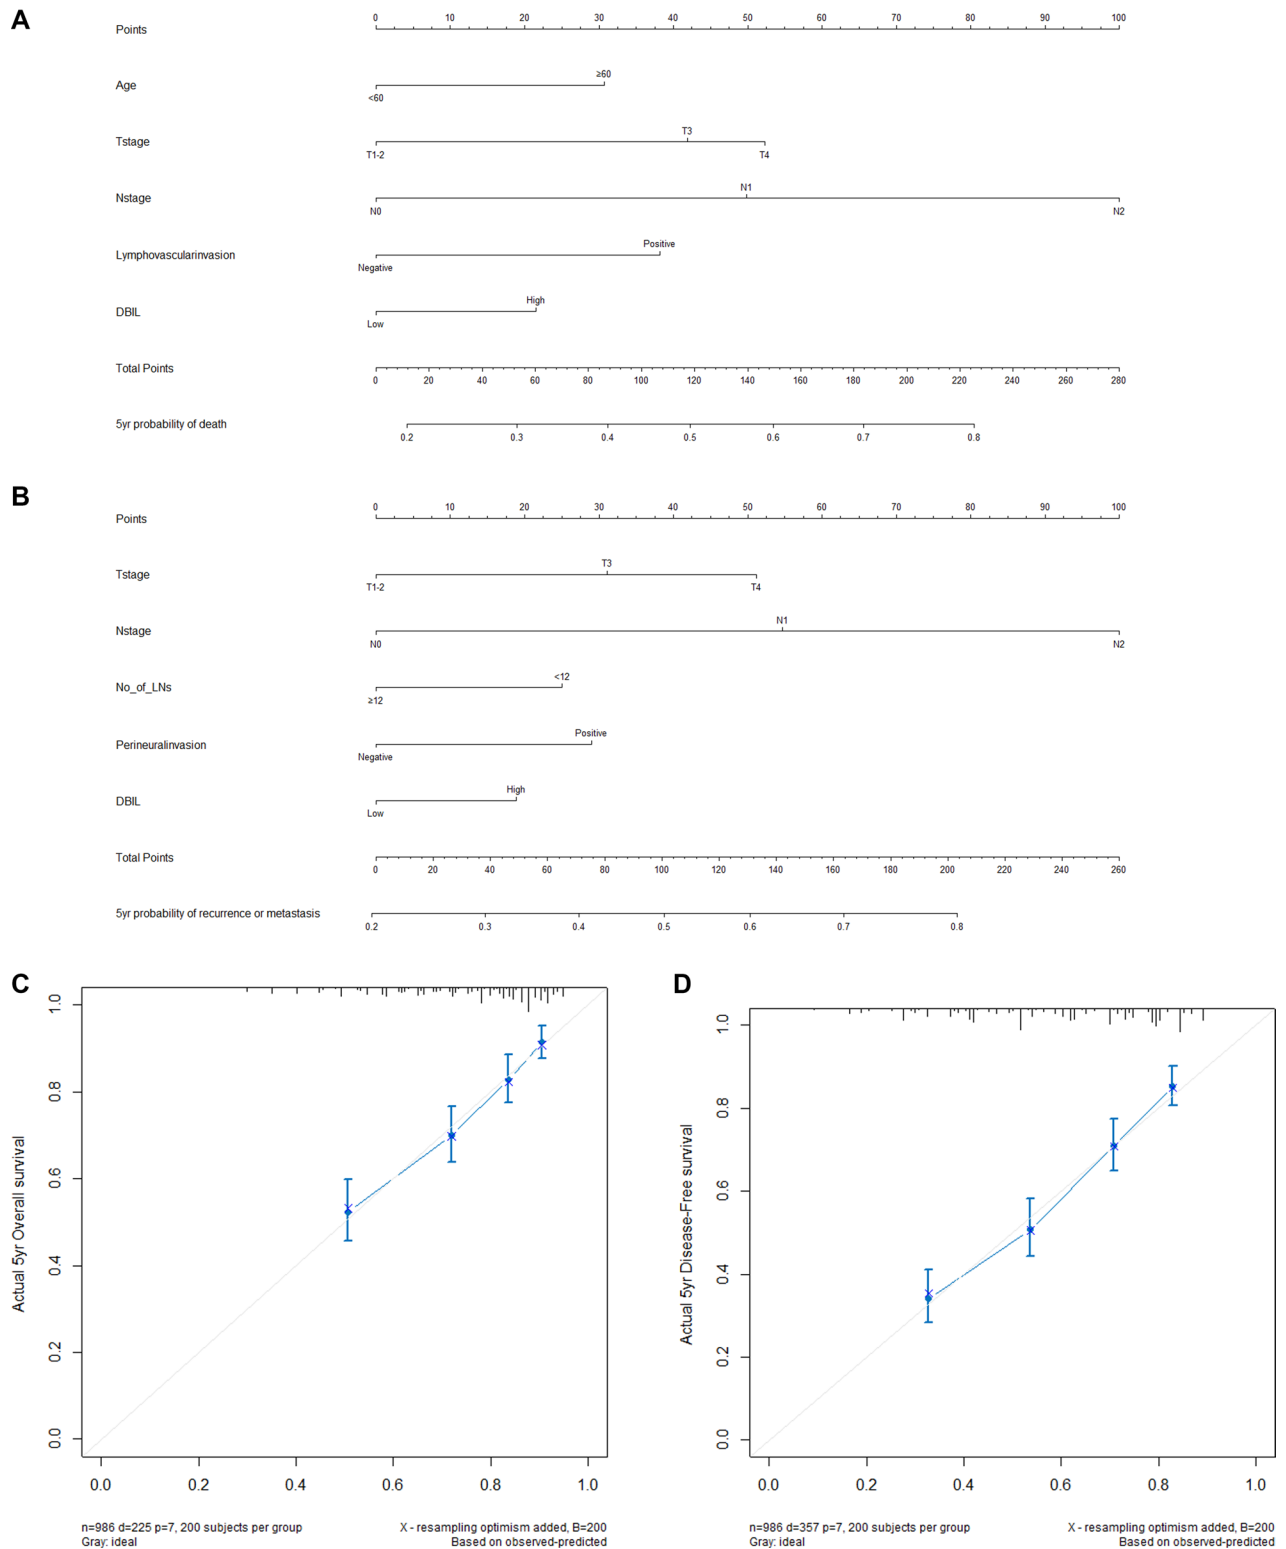 A
Points
0 10 20 30 40 50 60 70 80 90 100
Age
≥60
<60
Tstage
T3
T1-2 T4
Nstage
N1
N0 N2
Lymphovascularinvasion
Positive
Negative
DBIL
High
Low
Total Points
0 20 40 60 80 100 120 140 160 180 200 220 240 260 280
5yr probability of death
0.2 0.3 0.4 0.5 0.6 0.7 0.8
B
Points
0 10 20 30 40 50 60 70 80 90 100
Tstage
T3
T1-2 T4
Nstage
N1
N0 N2
No_of_LNs
<12
≥12
Perineuralinvasion
Positive
Negative
DBIL
High
Low
Total Points
0 20 40 60 80 100 120 140 160 180 200 220 240 260
5yr probability of recurrence or metastasis
0.2 0.3 0.4 0.5 0.6 0.7 0.8
C
Actual 5yr Overall survival
1.0
0.8
0.6
0.4
0.2
0.0
0.0 0.2 0.4 0.6 0.8 1.0
n=986 d=225 p=7, 200 subjects per group
Gray: ideal
X - resampling optimism added, B=200
Based on observed-predicted
D
Actual 5yr Disease-Free survival
1.0
0.8
0.6
0.4
0.2
0.0
0.0 0.2 0.4 0.6 0.8 1.0
n=986 d=357 p=7, 200 subjects per group
Gray: ideal
X - resampling optimism added, B=200
Based on observed-predicted